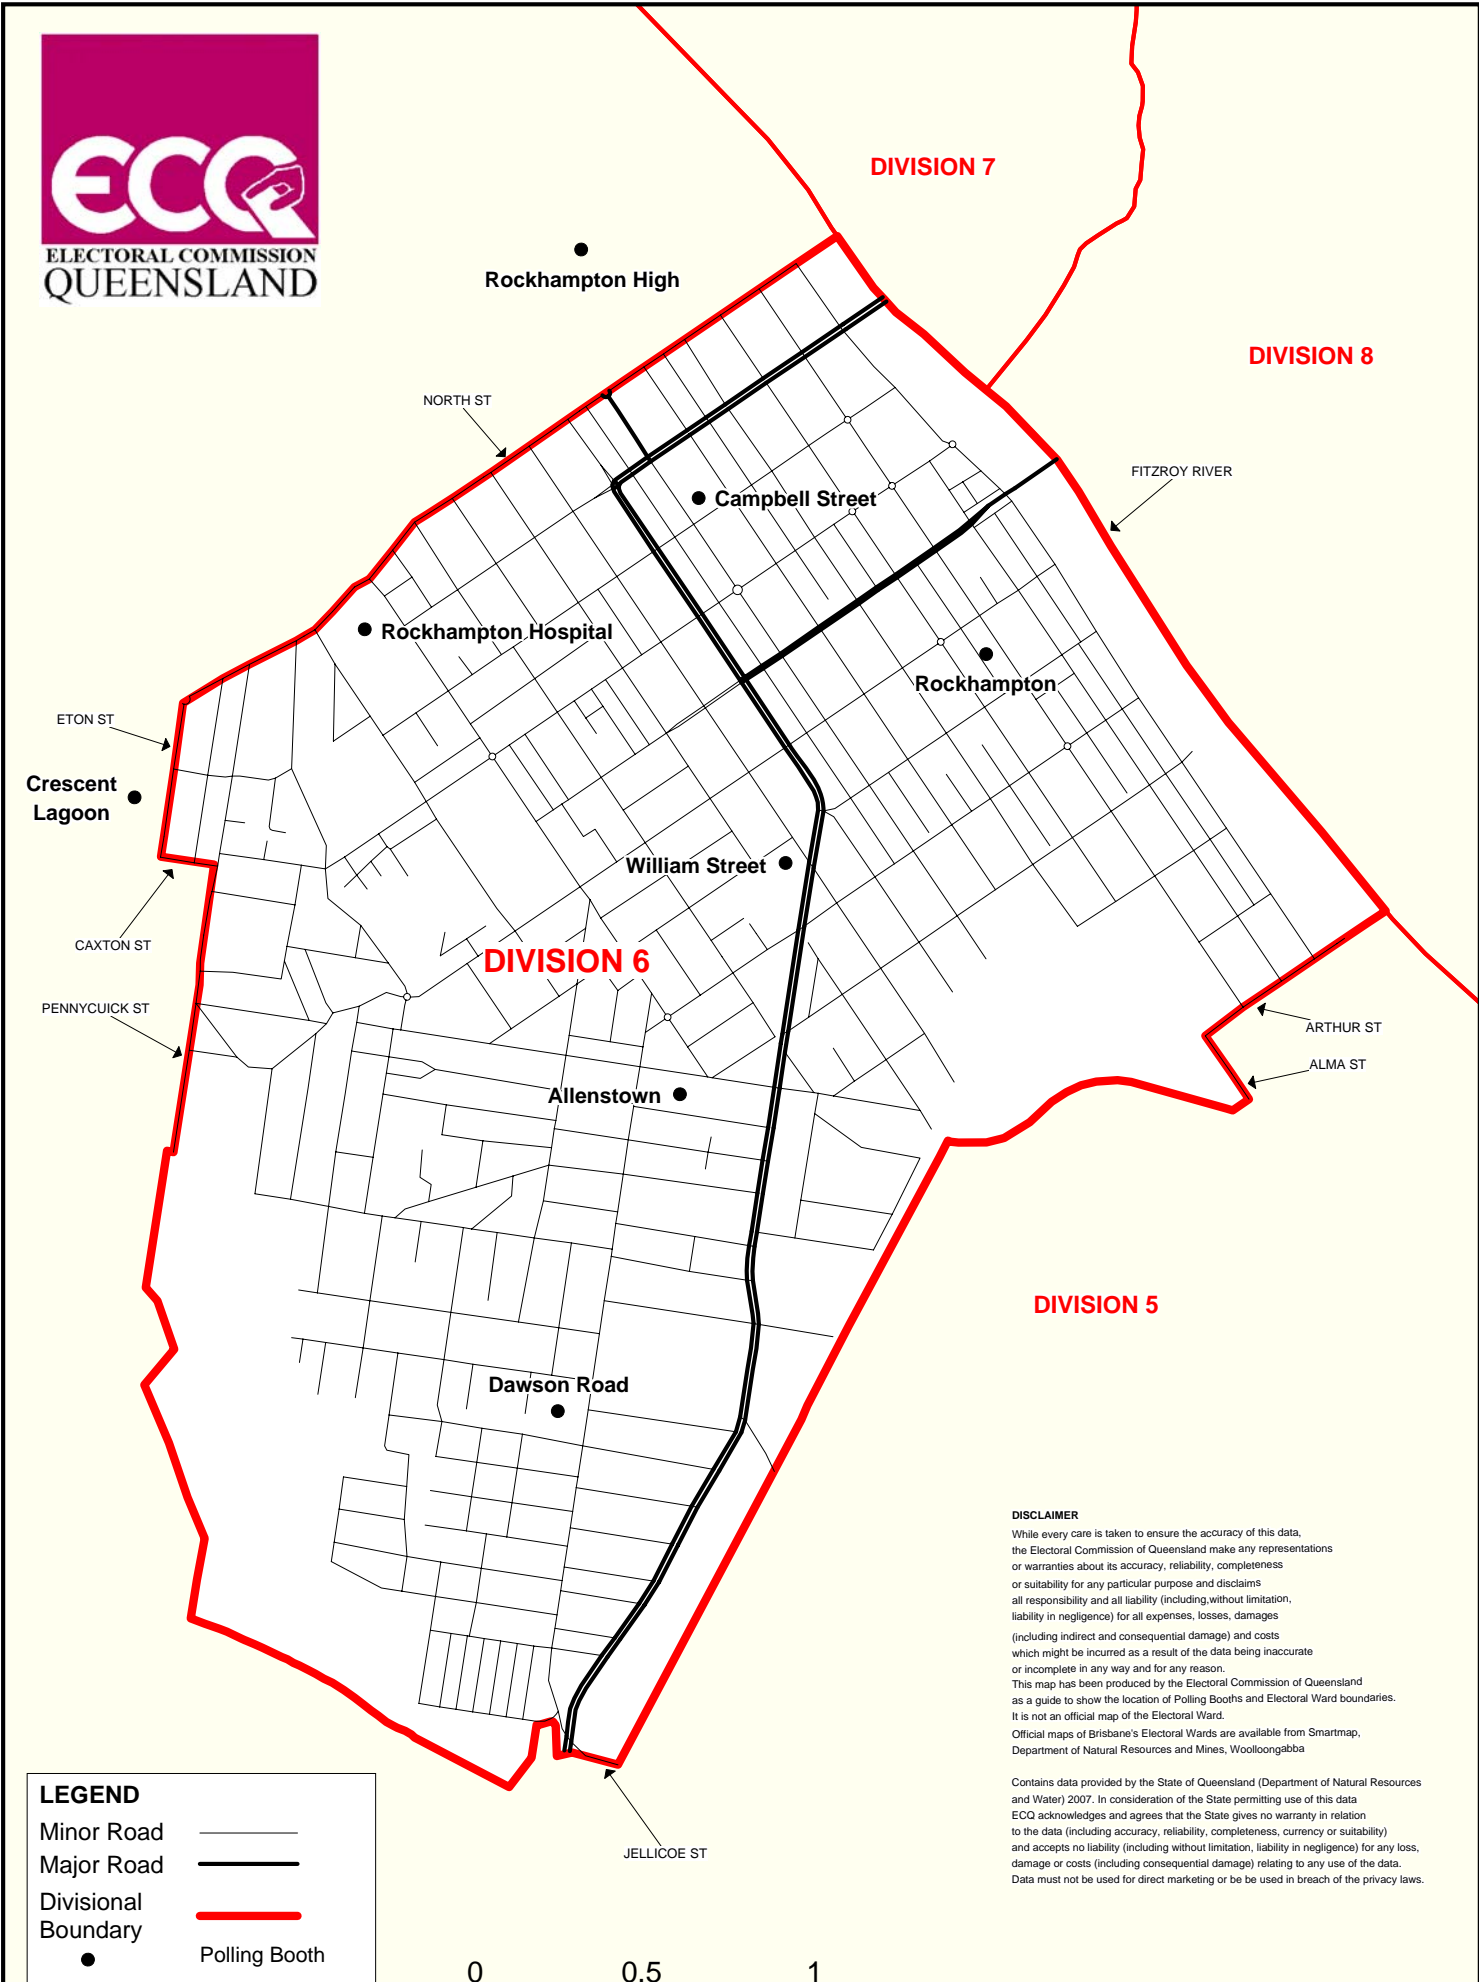 ECQ
ELECTORAL COMMISSION
QUEENSLAND
DIVISION 7
Rockhampton High
DIVISION 8
NORTH ST
FITZROY RIVER
Campbell Street
Rockhampton Hospital
Rockhampton
ETON ST
Crescent
Lagoon
William Street
CAXTON ST
DIVISION 6
PENNYCUICK ST
ARTHUR ST
ALMA ST
Allenstown
DIVISION 5
Dawson Road
JELLICOE ST
DISCLAIMER
While every care is taken to ensure the accuracy of this data,
the Electoral Commission of Queensland make any representations
or warranties about its accuracy, reliability, completeness
or suitability for any particular purpose and disclaims
all responsibility and all liability (including,without limitation,
liability in negligence) for all expenses, losses, damages
(including indirect and consequential damage) and costs
which might be incurred as a result of the data being inaccurate
or incomplete in any way and for any reason.
This map has been produced by the Electoral Commission of Queensland
as a guide to show the location of Polling Booths and Electoral Ward boundaries.
It is not an official map of the Electoral Ward.
Official maps of Brisbane's Electoral Wards are available from Smartmap,
Department of Natural Resources and Mines, Woolloongabba
Contains data provided by the State of Queensland (Department of Natural Resources
and Water) 2007. In consideration of the State permitting use of this data
ECQ acknowledges and agrees that the State gives no warranty in relation
to the data (including accuracy, reliability, completeness, currency or suitability)
and accepts no liability (including without limitation, liability in negligence) for any loss,
damage or costs (including consequential damage) relating to any use of the data.
Data must not be used for direct marketing or be be used in breach of the privacy laws.
LEGEND
Minor Road
Major Road
Divisional
Boundary
Polling Booth
0 0.5 1